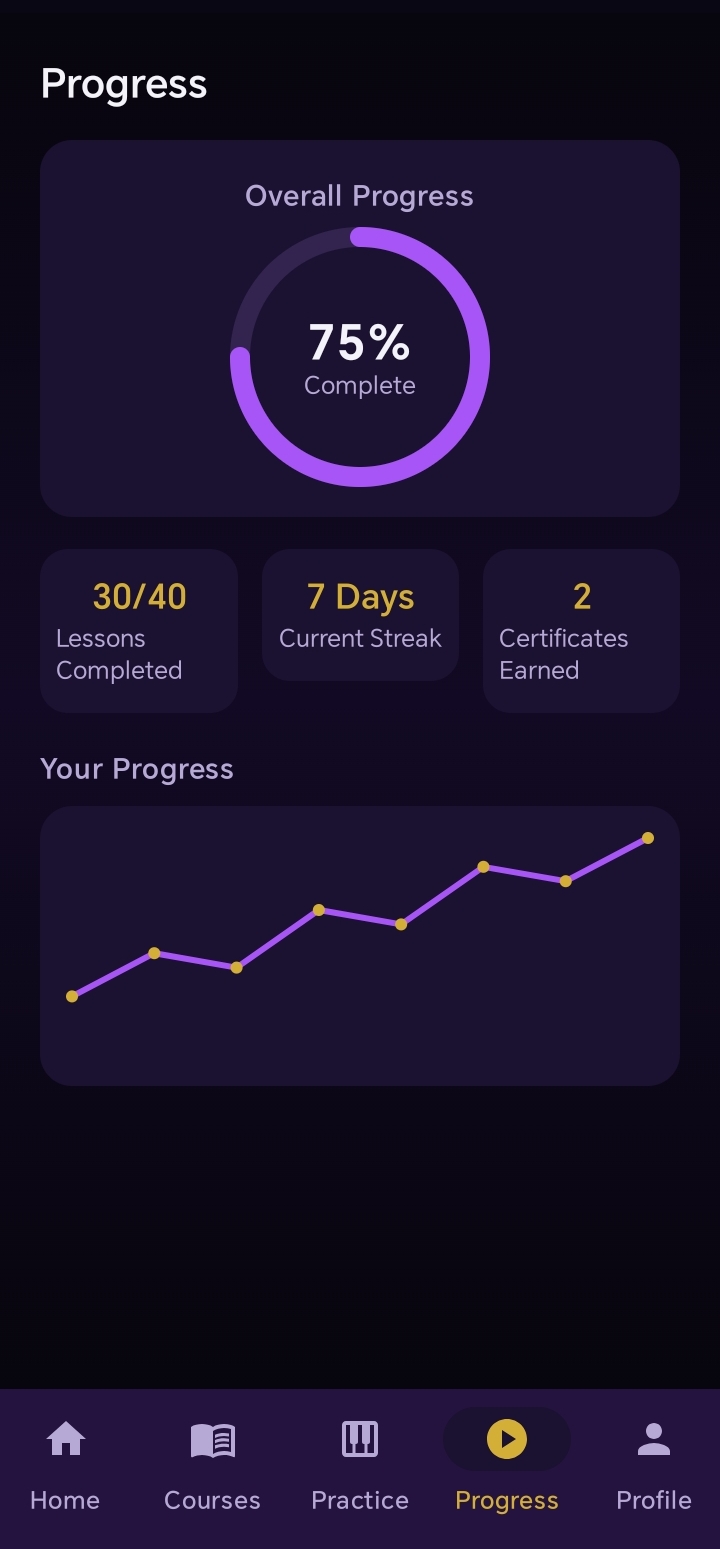 Progress
Overall Progress
75%
Complete
30/40
Lessons
Completed
7 Days
Current Streak
2
Certificates
Earned
Your Progress
Home
Courses
Practice
Progress
Profile